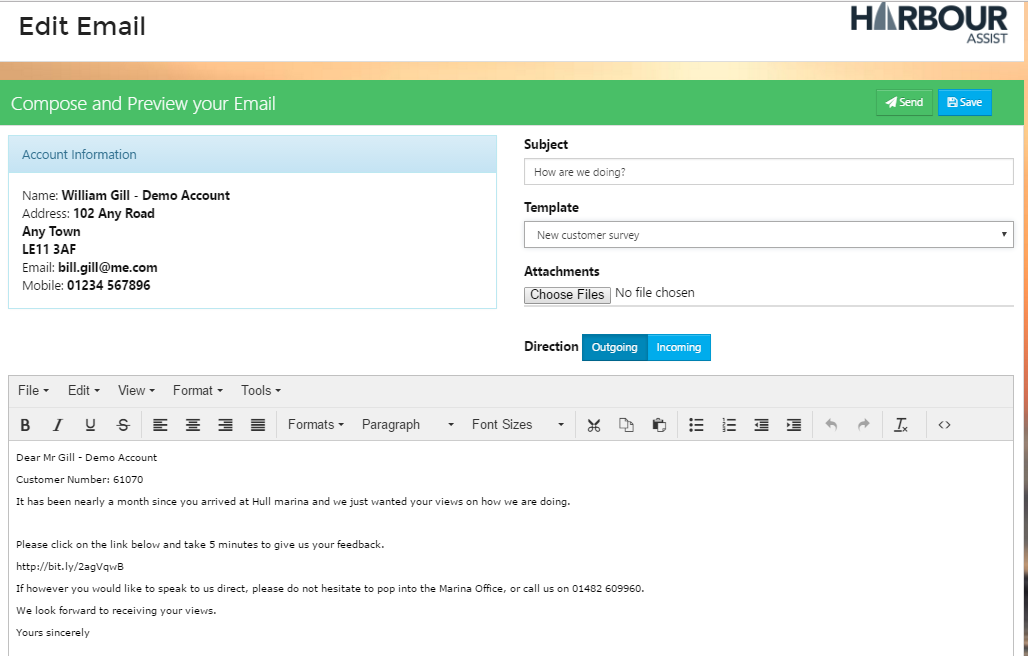 Edit Email
HARBOUR
ASSIST
Compose and Preview your Email
Send
Save
Account Information
Name: William Gill - Demo Account
Address: 102 Any Road
Any Town
LE11 3AF
Email: bill.gill@me.com
Mobile: 01234 567896
Subject
How are we doing?
Template
New customer survey
Attachments
Choose Files No file chosen
Direction Outgoing Incoming
File Edit View Format Tools
B I U S Formats Paragraph Font Sizes
Dear Mr Gill - Demo Account
Customer Number: 61070
It has been nearly a month since you arrived at Hull marina and we just wanted your views on how we are doing.
Please click on the link below and take 5 minutes to give us your feedback.
http://bit.ly/2agVqwB
If however you would like to speak to us direct, please do not hesitate to pop into the Marina Office, or call us on 01482 609960.
We look forward to receiving your views.
Yours sincerely